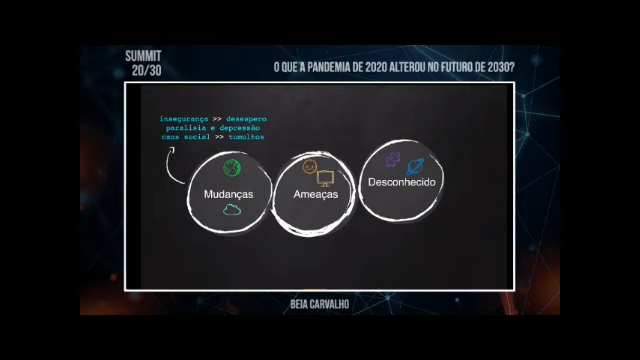 SUMMIT
20/30
O QUE A PANDEMIA DE 2020 ALTEROU NO FUTURO DE 2030?
insegurança >> desespero
paralisia e depressão
caos social >> tumultos
Mudanças
Ameaças
Desconhecido
BEIA CARVALHO